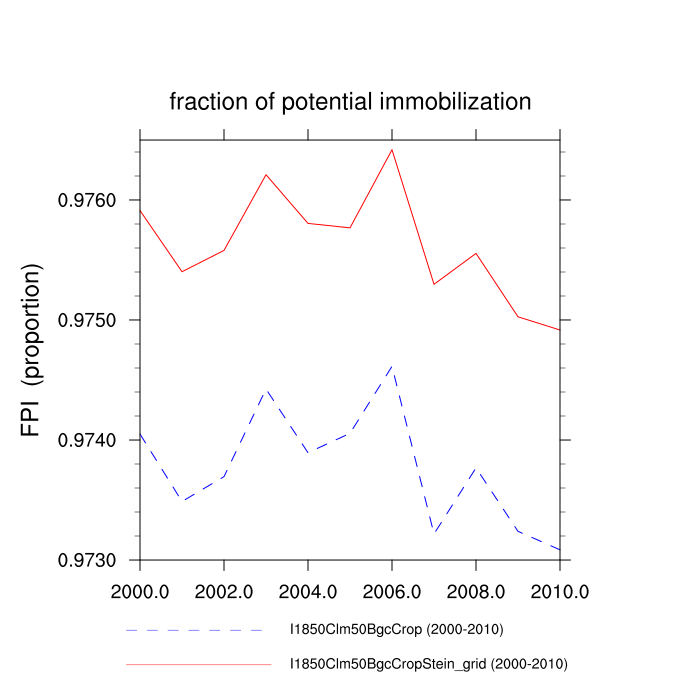 fraction of potential immobilization
FPI (proportion)
0.9760
0.9750
0.9740
0.9730
2000.0 2002.0 2004.0 2006.0 2008.0 2010.0
I1850Clm50BgcCrop (2000-2010)
I1850Clm50BgcCropStein_grid (2000-2010)